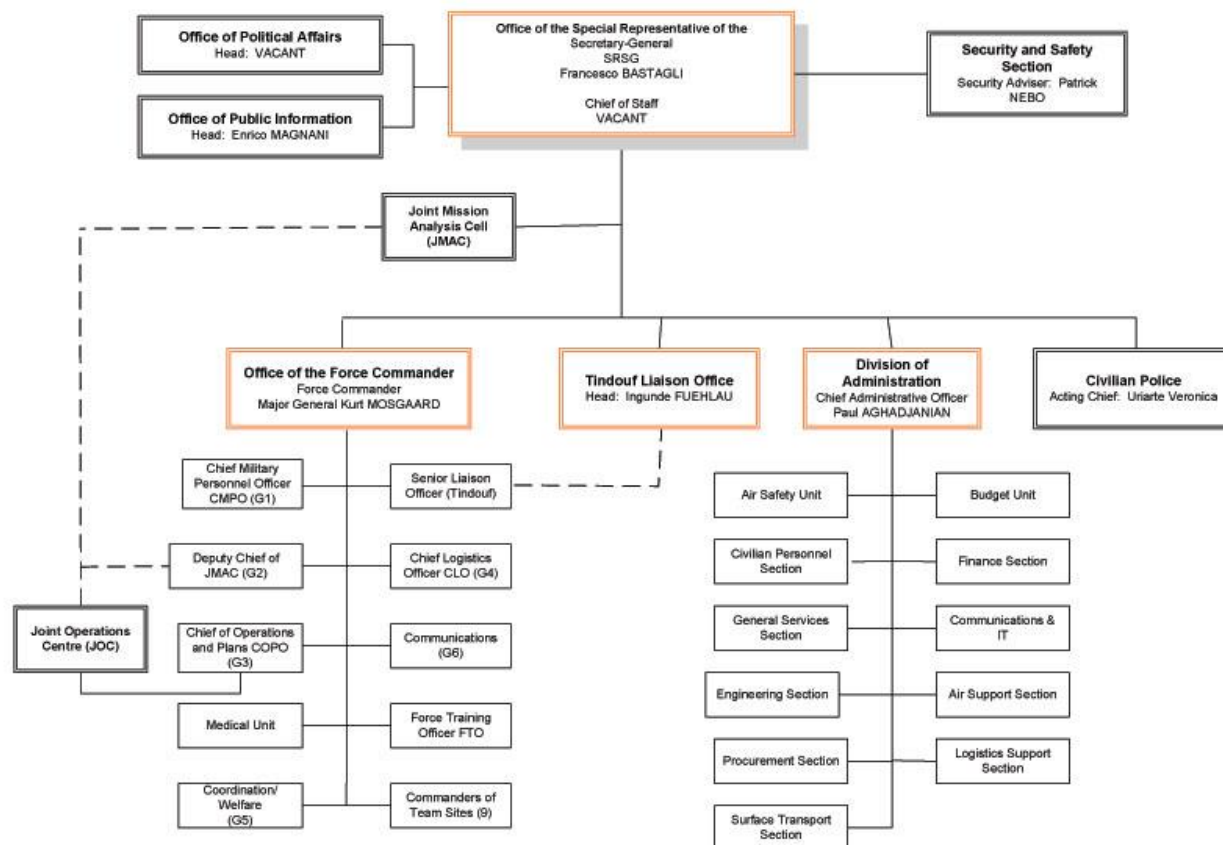 Office of Political Affairs
Head: VACANT
Office of the Special Representative of the
Secretary-General
SRSG
Francesco BASTAGLI
Chief of Staff
VACANT
Security and Safety
Section
Security Adviser: Patrick
NEBO
Office of Public Information
Head: Enrico MAGNANI
Joint Mission
Analysis Cell
(JMAC)
Office of the Force Commander
Force Commander
Major General Kurt MOSGAARD
Tindouf Liaison Office
Head: Ingunde FUEHLAU
Division of
Administration
Chief Administrative Officer
Paul AGHADJANIAN
Civilian Police
Acting Chief: Uriarte Veronica
Chief Military
Personnel Officer
CMPO (G1)
Senior Liaison
Officer (Tindouf)
Deputy Chief of
JMAC (G2)
Chief Logistics
Officer CLO (G4)
Joint Operations
Centre (JOC)
Chief of Operations
and Plans COPO
(G3)
Communications
(G6)
Medical Unit
Force Training
Officer FTO
Coordination/
Welfare
(G5)
Commanders of
Team Sites (9)
Air Safety Unit
Budget Unit
Civilian Personnel
Section
Finance Section
General Services
Section
Communications &
IT
Engineering Section
Air Support Section
Procurement Section
Logistics Support
Section
Surface Transport
Section